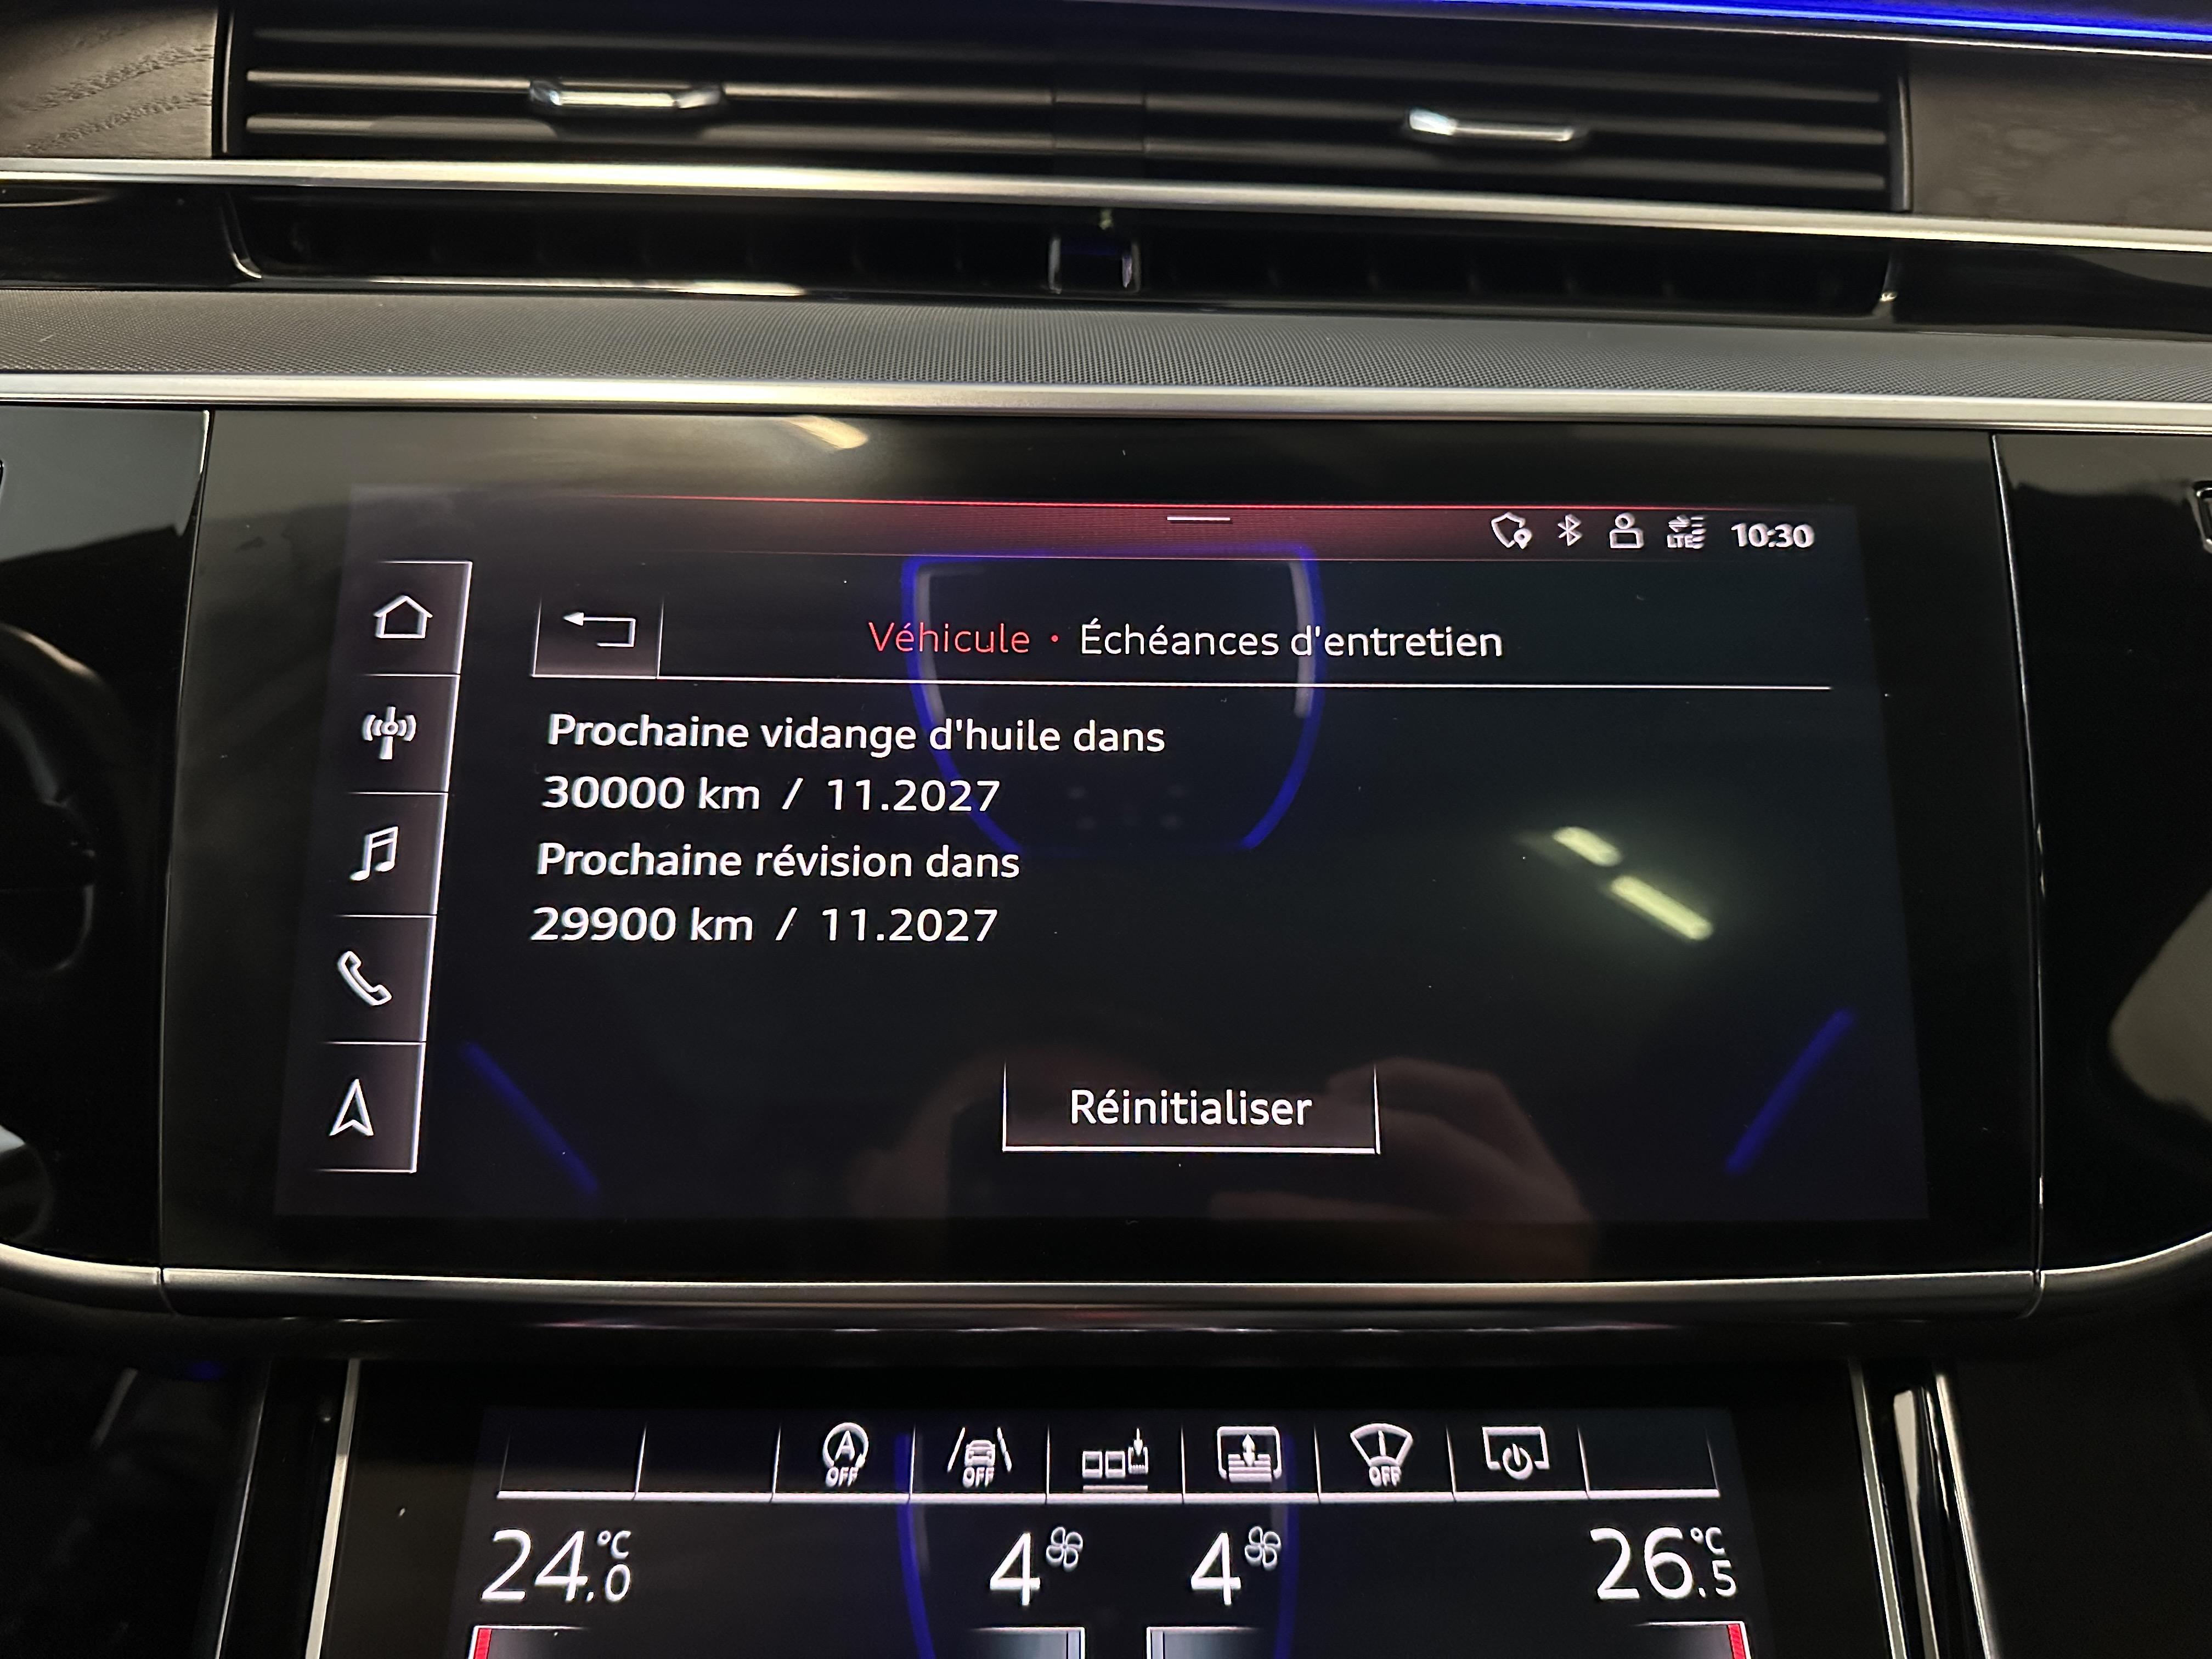 LTE 10:30
Véhicule • Échéances d'entretien
Prochaine vidange d'huile dans
30000 km / 11.2027
Prochaine révision dans
29900 km / 11.2027
Réinitialiser
A OFF OFF OFF
24.0 °C 4 4 26.5 °C